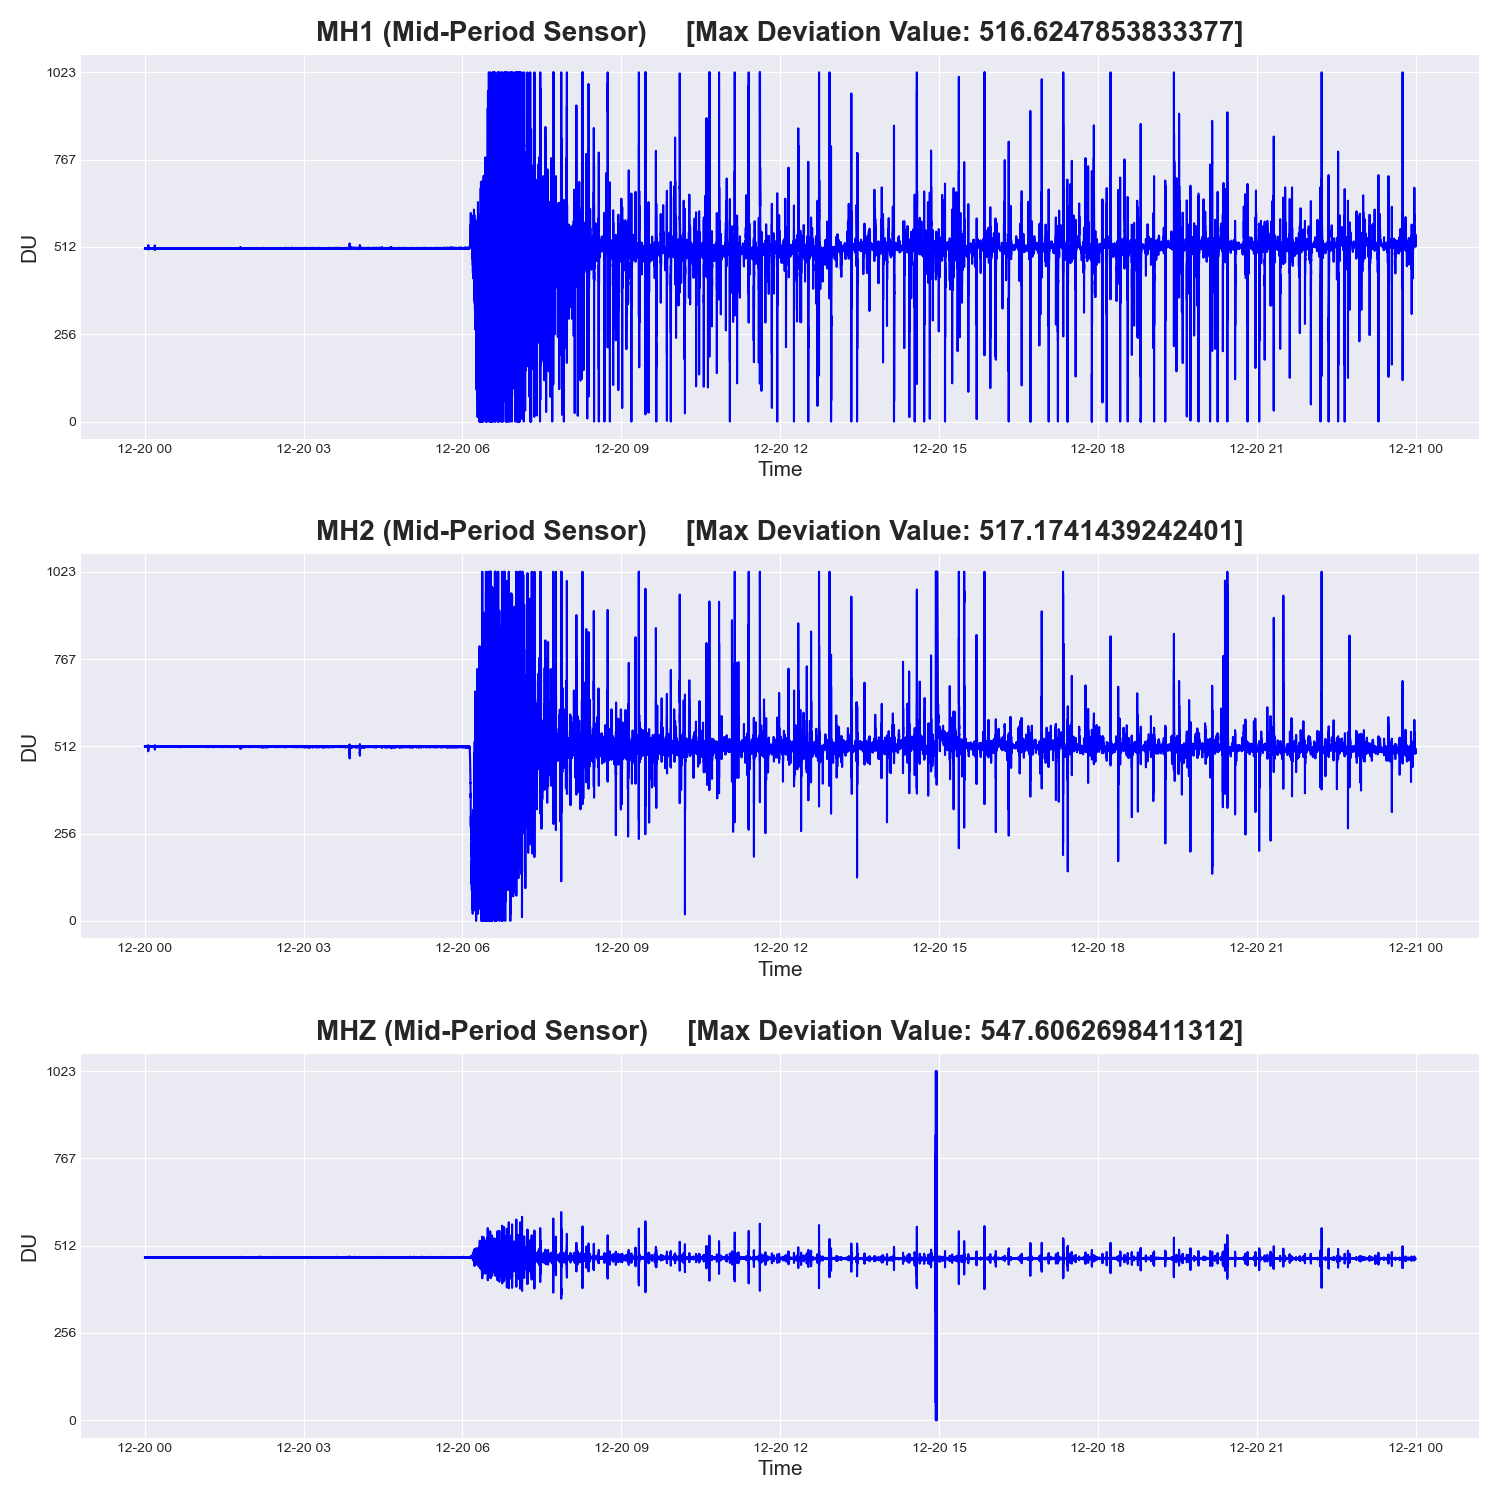 MH1 (Mid-Period Sensor) [Max Deviation Value: 516.6247853833377]
1023
767
512
256
0
DU
12-20 00 12-20 03 12-20 06 12-20 09 12-20 12 12-20 15 12-20 18 12-20 21 12-21 00
Time
MH2 (Mid-Period Sensor) [Max Deviation Value: 517.1741439242401]
1023
767
512
256
0
DU
12-20 00 12-20 03 12-20 06 12-20 09 12-20 12 12-20 15 12-20 18 12-20 21 12-21 00
Time
MHZ (Mid-Period Sensor) [Max Deviation Value: 547.6062698411312]
1023
767
512
256
0
DU
12-20 00 12-20 03 12-20 06 12-20 09 12-20 12 12-20 15 12-20 18 12-20 21 12-21 00
Time